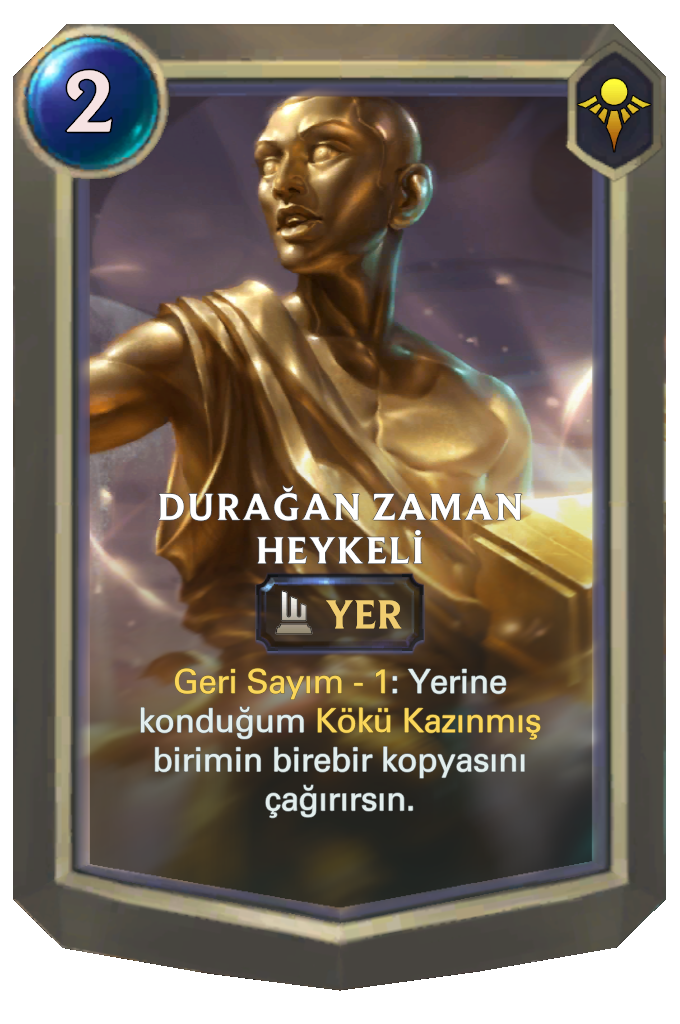 2
DURAĞAN ZAMAN
HEYKELİ
YER
Geri Sayım - 1: Yerine
konduğum Kökü Kazınmış
birimin birebir kopyasını
çağırırsın.